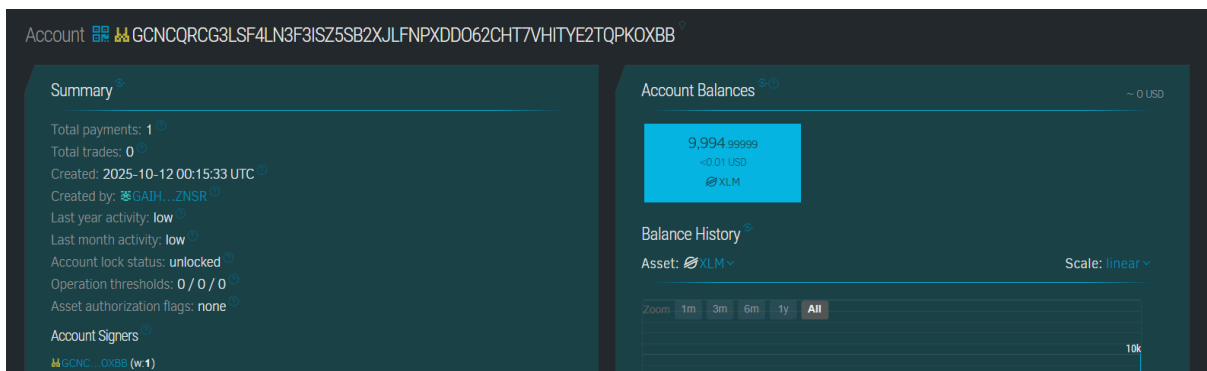 Account GCNCQRCG3LSF4LN3F3ISZ5SB2XJLFNPXDDO62CHT7VHITYE2TQPKOXBB
Summary
Total payments: 1
Total trades: 0
Created: 2025-10-12 00:15:33 UTC
Created by: GAIH…ZNSR
Last year activity: low
Last month activity: low
Account lock status: unlocked
Operation thresholds: 0 / 0 / 0
Asset authorization flags: none
Account Signers
GCNC…OXBB (w:1)
Account Balances
~ 0 USD
9,994.99999
<0.01 USD
XLM
Balance History
Asset: XLM
Scale: linear
Zoom 1m 3m 6m 1y All
10k